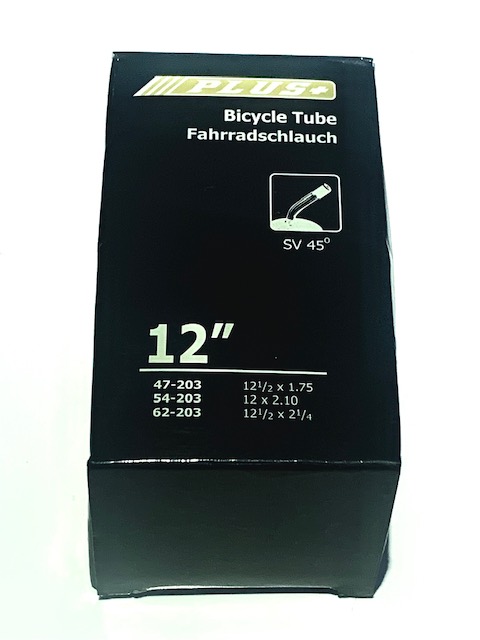 PLUS+
Bicycle Tube
Fahrradschlauch
SV 45°
12"
47-203 12 1/2 x 1.75
54-203 12 x 2.10
62-203 12 1/2 x 2 1/4